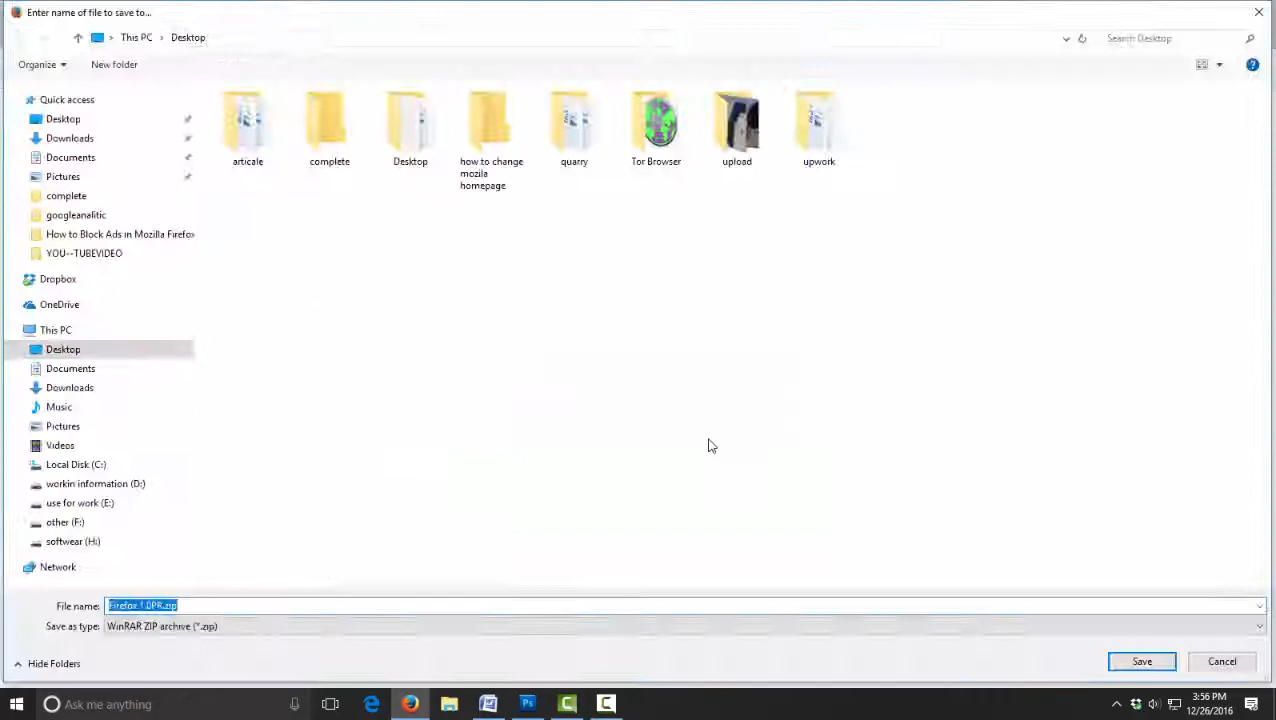 Enter name of file to save to...
This PC > Desktop
Search Desktop
Organize
New folder
Quick access
Desktop
Downloads
Documents
Pictures
complete
googleanalitic
How to Block Ads in Mozilla Firefox
YOU--TUBEVIDEO
Dropbox
OneDrive
This PC
Desktop
Documents
Downloads
Music
Pictures
Videos
Local Disk (C:)
workin information (D:)
use for work (E:)
other (F:)
softwear (H:)
Network
articale
complete
Desktop
how to change
mozila
homepage
quarry
Tor Browser
upload
upwork
File name: Firefox 1.0PR.zip
Save as type: WinRAR ZIP archive (*.zip)
Hide Folders
Save
Cancel
Ask me anything
3:56 PM
12/26/2016